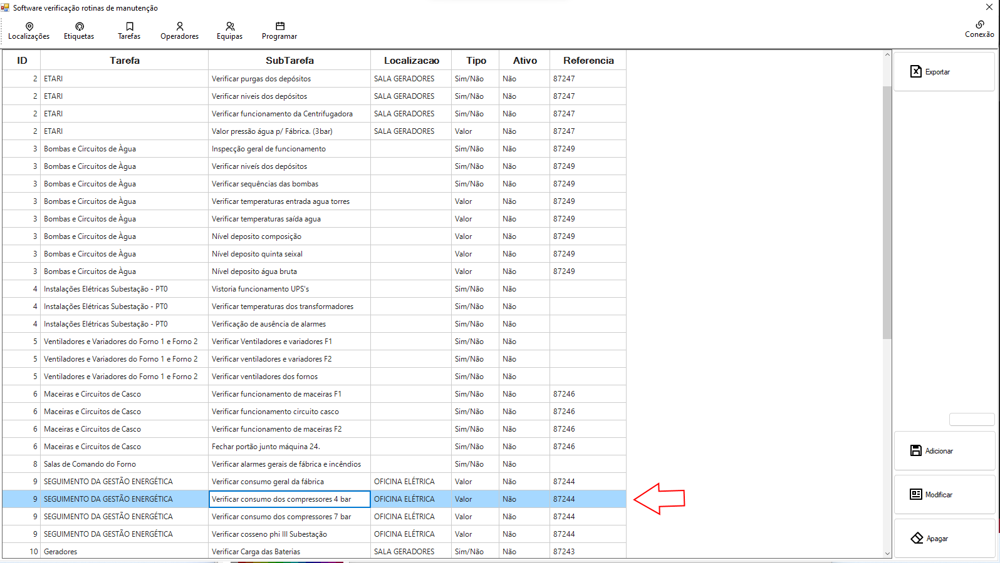 Software verificação rotinas de manutenção
Localizações Etiquetas Tarefas Operadores Equipas Programar Conexão
ID Tarefa SubTarefa Localizacao Tipo Ativo Referencia
2 ETARI Verificar purgas dos depósitos SALA GERADORES Sim/Não Não 87247
2 ETARI Verificar niveis dos depósitos SALA GERADORES Sim/Não Não 87247
2 ETARI Verificar funcionamento da Centrifugadora SALA GERADORES Sim/Não Não 87247
2 ETARI Valor pressão água p/ Fábrica. (3bar) SALA GERADORES Valor Não 87247
3 Bombas e Circuitos de Àgua Inspecção geral de funcionamento Sim/Não Não 87249
3 Bombas e Circuitos de Àgua Verificar niveís dos depósitos Sim/Não Não 87249
3 Bombas e Circuitos de Àgua Verificar sequências das bombas Sim/Não Não 87249
3 Bombas e Circuitos de Àgua Verificar temperaturas entrada agua torres Valor Não 87249
3 Bombas e Circuitos de Àgua Verificar temperaturas saída agua Valor Não 87249
3 Bombas e Circuitos de Àgua Nível deposito composição Valor Não 87249
3 Bombas e Circuitos de Àgua Nível deposito quinta seixal Valor Não 87249
3 Bombas e Circuitos de Àgua Nível deposito água bruta Valor Não 87249
4 Instalações Elétricas Subestação - PT0 Vistoria funcionamento UPS's Sim/Não Não
4 Instalações Elétricas Subestação - PT0 Verificar temperaturas dos transformadores Sim/Não Não
4 Instalações Elétricas Subestação - PT0 Verificação de ausência de alarmes Sim/Não Não
5 Ventiladores e Variadores do Forno 1 e Forno 2 Verificar Ventiladores e variadores F1 Sim/Não Não
5 Ventiladores e Variadores do Forno 1 e Forno 2 Verificar ventiladores e variadores F2 Sim/Não Não
5 Ventiladores e Variadores do Forno 1 e Forno 2 Verificar ventiladores dos fornos Sim/Não Não
6 Maceiras e Circuitos de Casco Verificar funcionamento de maceiras F1 Sim/Não Não 87246
6 Maceiras e Circuitos de Casco Verificar funcionamento circuito casco Sim/Não Não 87246
6 Maceiras e Circuitos de Casco Verificar funcionamento de maceiras F2 Sim/Não Não 87246
6 Maceiras e Circuitos de Casco Fechar portão junto máquina 24. Sim/Não Não 87246
8 Salas de Comando do Forno Verificar alarmes gerais de fábrica e incêndios Sim/Não Não
9 SEGUIMENTO DA GESTÃO ENERGÉTICA Verificar consumo geral da fábrica OFICINA ELÉTRICA Valor Não 87244
9 SEGUIMENTO DA GESTÃO ENERGÉTICA Verificar consumo dos compressores 4 bar OFICINA ELÉTRICA Valor Não 87244
9 SEGUIMENTO DA GESTÃO ENERGÉTICA Verificar consumo dos compressores 7 bar OFICINA ELÉTRICA Valor Não 87244
9 SEGUIMENTO DA GESTÃO ENERGÉTICA Verificar cosseno phi III Subestação OFICINA ELÉTRICA Valor Não 87244
10 Geradores Verificar Carga das Baterias SALA GERADORES Sim/Não Não 87243
Exportar
Adicionar
Modificar
Apagar